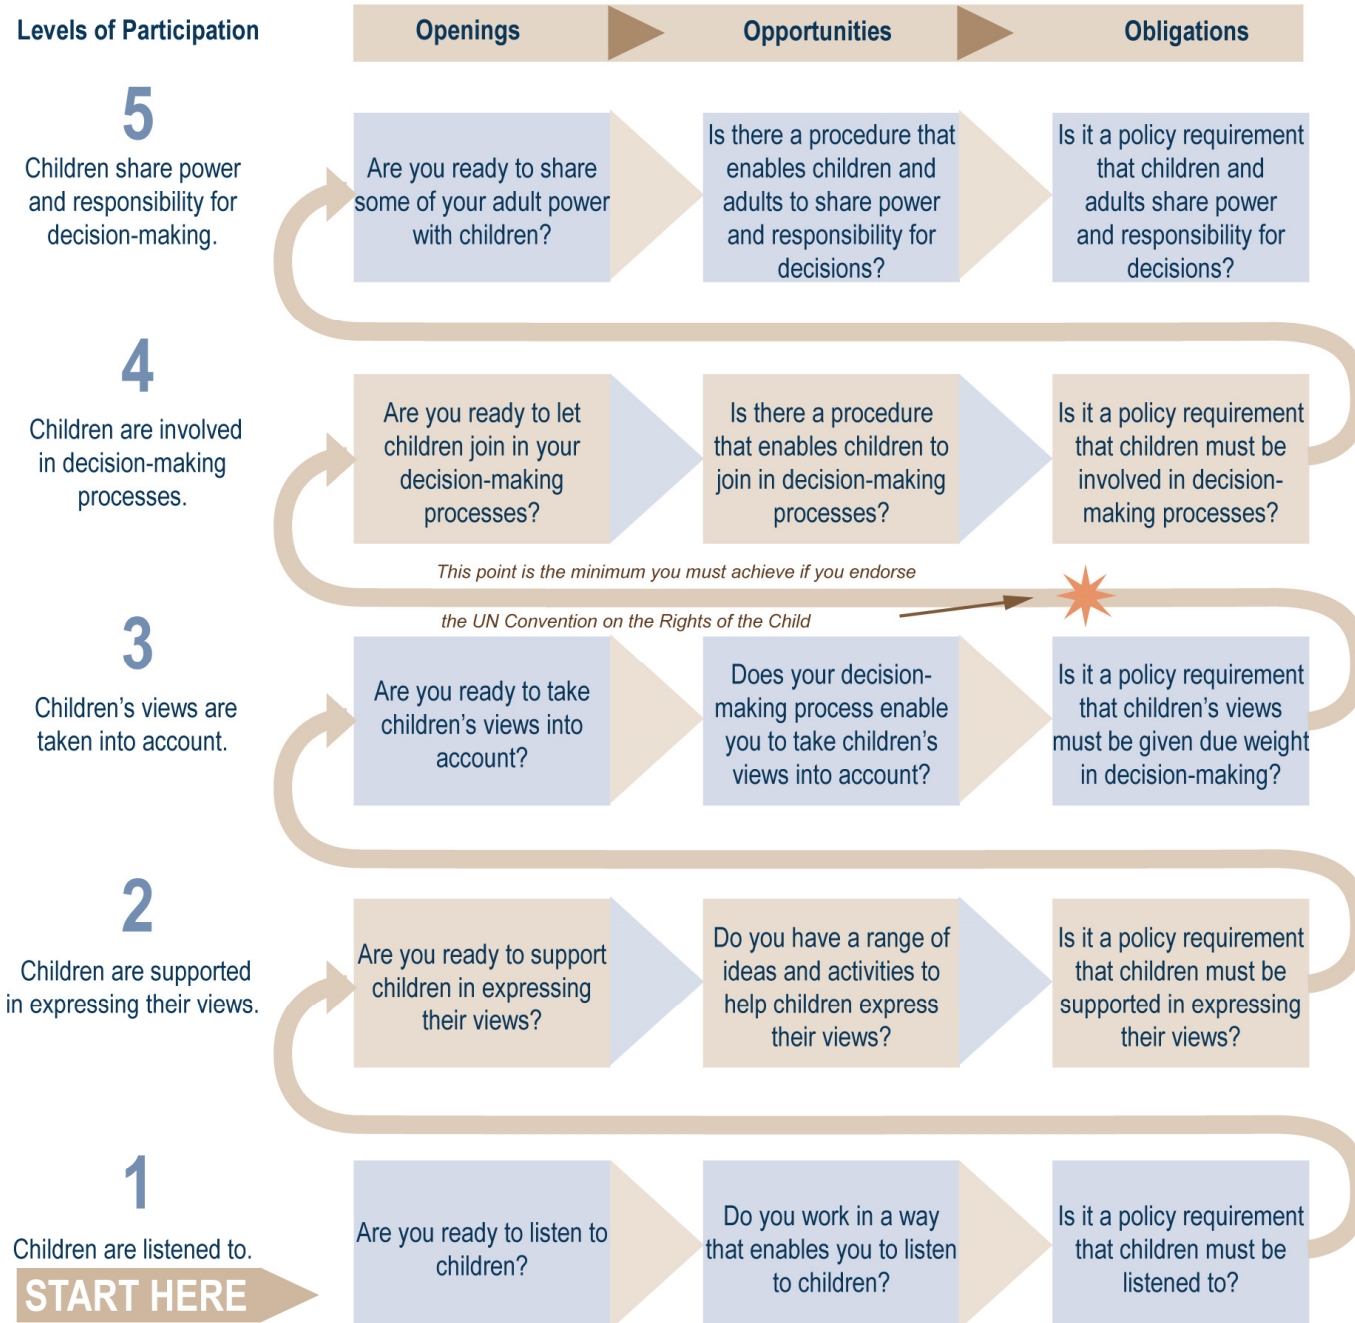 Levels of Participation
Openings
Opportunities
Obligations
5
Children share power
and responsibility for
decision-making.
Are you ready to share
some of your adult power
with children?
Is there a procedure that
enables children and
adults to share power
and responsibility for
decisions?
Is it a policy requirement
that children and
adults share power
and responsibility for
decisions?
4
Children are involved
in decision-making
processes.
Are you ready to let
children join in your
decision-making
processes?
Is there a procedure
that enables children to
join in decision-making
processes?
Is it a policy requirement
that children must be
involved in decision-
making processes?
This point is the minimum you must achieve if you endorse
the UN Convention on the Rights of the Child
3
Children’s views are
taken into account.
Are you ready to take
children’s views into
account?
Does your decision-
making process enable
you to take children’s
views into account?
Is it a policy requirement
that children’s views
must be given due weight
in decision-making?
2
Children are supported
in expressing their views.
Are you ready to support
children in expressing
their views?
Do you have a range of
ideas and activities to
help children express
their views?
Is it a policy requirement
that children must be
supported in expressing
their views?
1
Children are listened to.
START HERE
Are you ready to listen to
children?
Do you work in a way
that enables you to listen
to children?
Is it a policy requirement
that children must be
listened to?